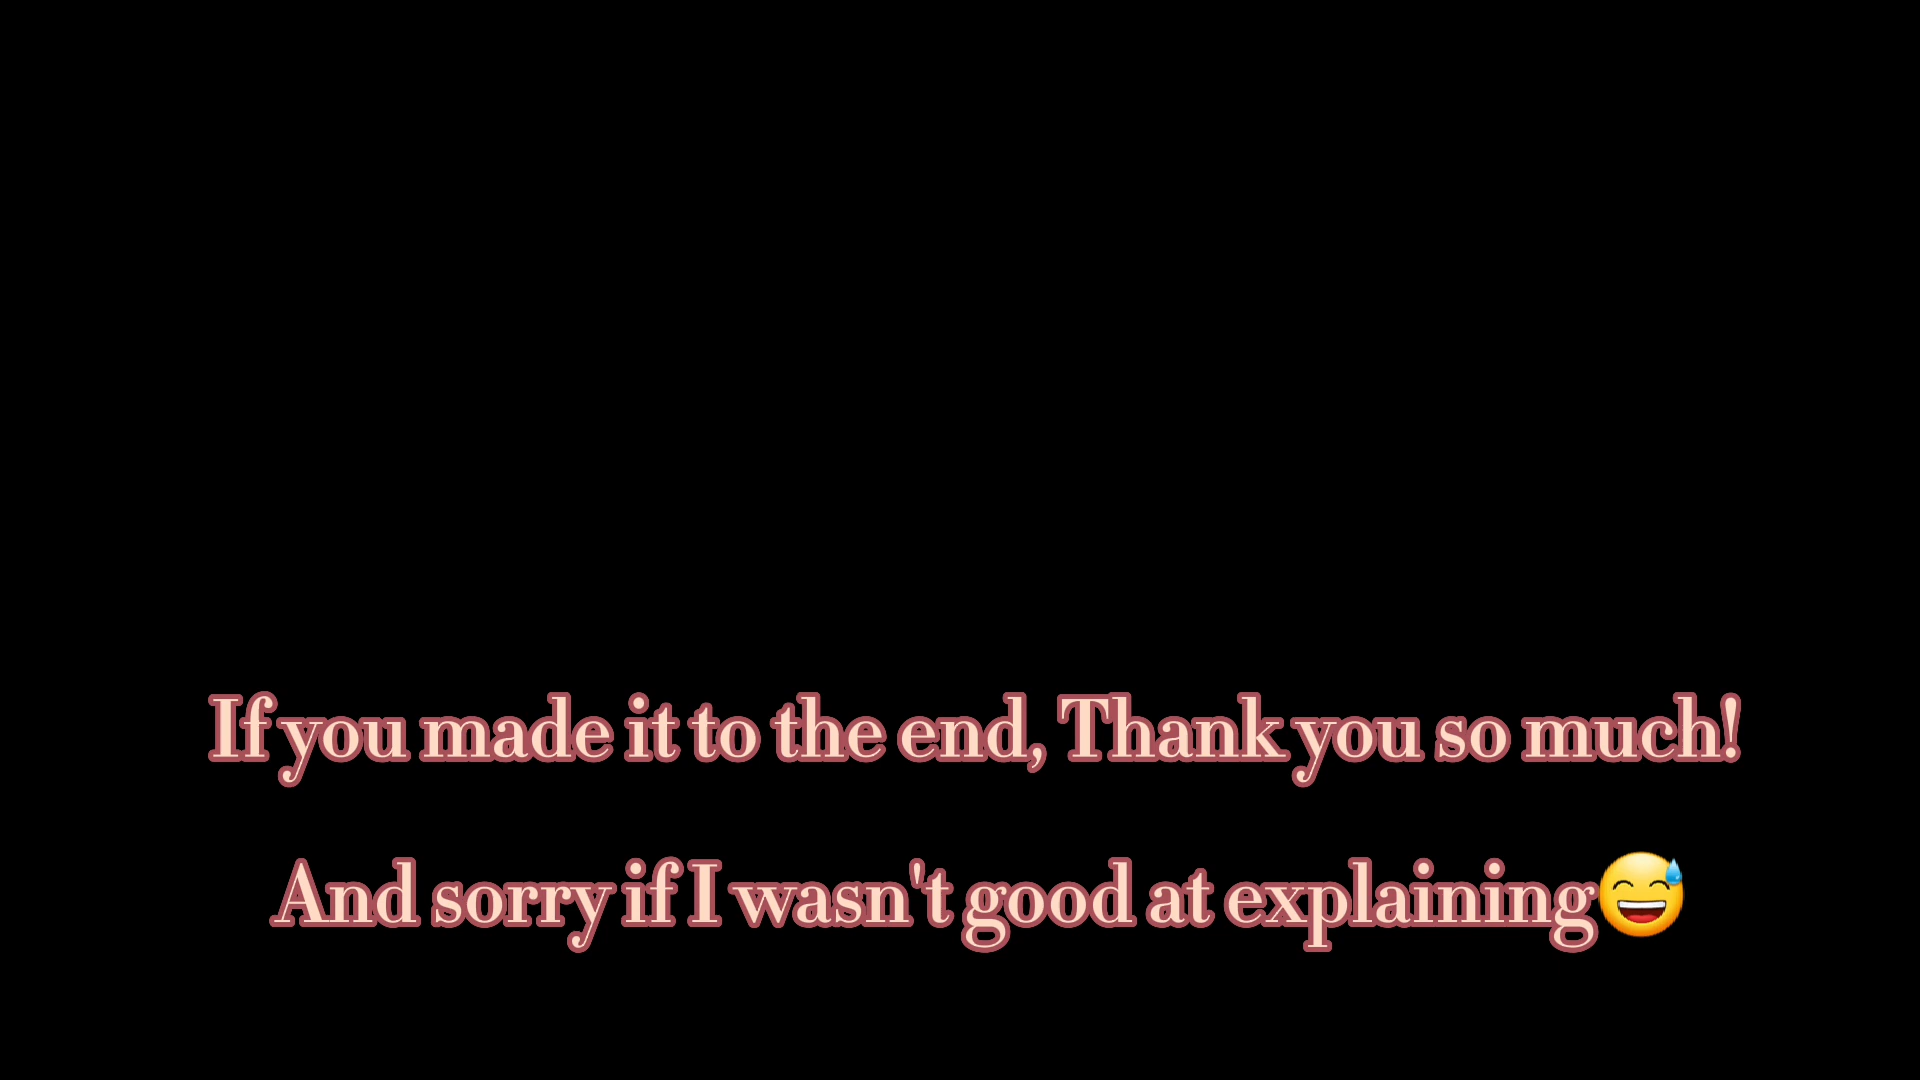 If you made it to the end, Thank you so much!
And sorry if I wasn't good at explaining😅